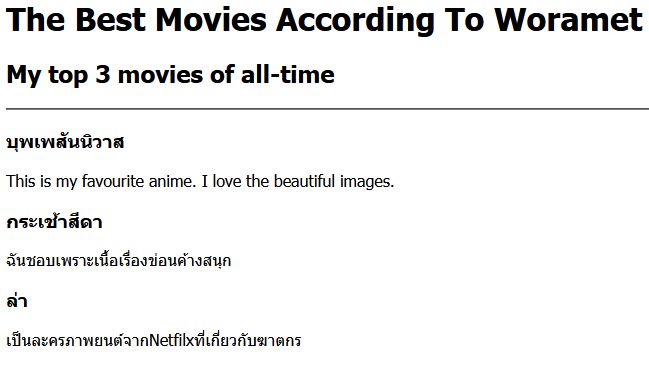 The Best Movies According To Woramet
My top 3 movies of all-time
บุพเพสันนิวาส
This is my favourite anime. I love the beautiful images.
กระเช้าสีดา
ฉันชอบเพราะเนื้อเรื่องข่อนค้างสนุก
ล่า
เป็นละครภาพยนต์จากNetfilxที่เกี่ยวกับฆาตกร